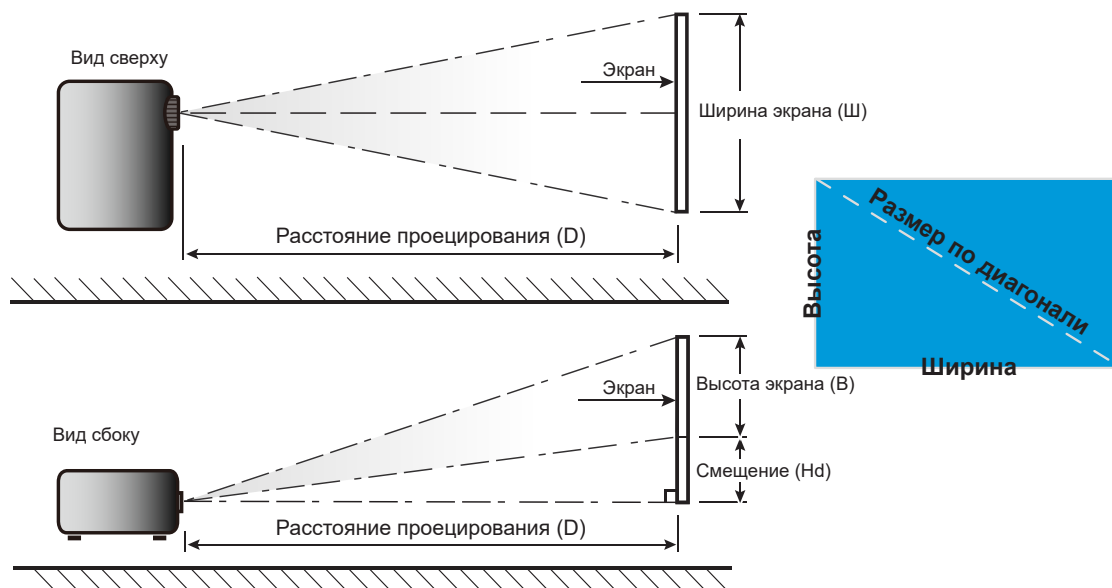 Вид сверху
Экран
Ширина экрана (Ш)
Расстояние проецирования (D)
Размер по диагонали
Высота
Ширина
Экран
Высота экрана (В)
Вид сбоку
Смещение (Hd)
Расстояние проецирования (D)